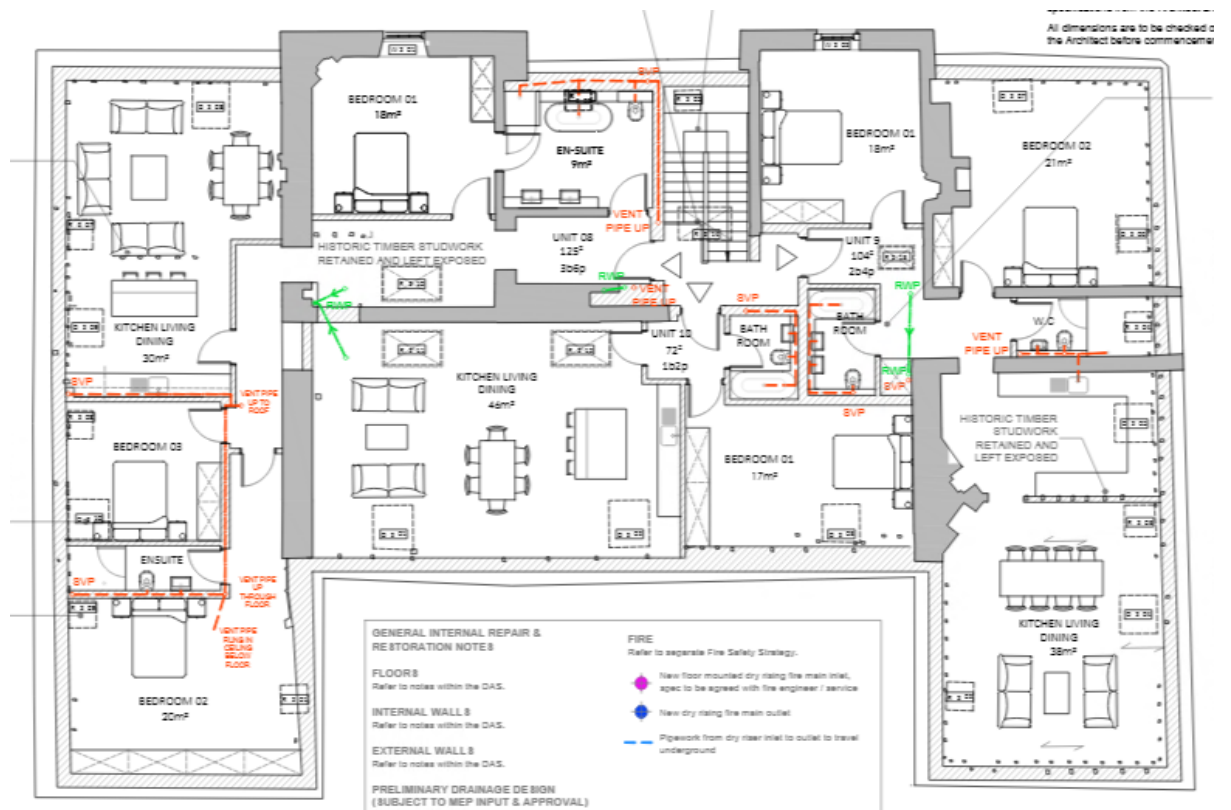 All dimensions are to be checked o
the Architect before commencemen
BEDROOM 01
18m²
EN-SUITE
9m²
SVP
VENT
PIPE UP
HISTORIC TIMBER STUDWORK
RETAINED AND LEFT EXPOSED
UNIT 08
125²
3b6p
RWP
RWP
VENT
PIPE UP
BEDROOM 01
18m²
BEDROOM 02
21m²
UNIT 9
104²
2b4p
RWP
KITCHEN LIVING
DINING
30m²
SVP
VENT PIPE
UP TO
ROOF
KITCHEN LIVING
DINING
46m²
UNIT 10
72²
1b2p
SVP
BATH
ROOM
BATH
ROOM
RWP
SVP
SVP
W.C
VENT
PIPE UP
HISTORIC TIMBER
STUDWORK
RETAINED AND
LEFT EXPOSED
BEDROOM 03
BEDROOM 01
17m²
ENSUITE
SVP
VENT PIPE
UP
THROUGH
FLOOR
VENT PIPE
RUNS IN
CEILING
BELOW
FLOOR
BEDROOM 02
20m²
KITCHEN LIVING
DINING
38m²
GENERAL INTERNAL REPAIR &
RESTORATION NOTES
FLOORS
Refer to notes within the DAS.
INTERNAL WALLS
Refer to notes within the DAS.
EXTERNAL WALLS
Refer to notes within the DAS.
PRELIMINARY DRAINAGE DESIGN
(SUBJECT TO MEP INPUT & APPROVAL)
FIRE
Refer to separate Fire Safety Strategy.
New floor mounted dry rising fire main inlet,
spec to be agreed with fire engineer / service
New dry rising fire main outlet
Pipework from dry riser inlet to outlet to travel
underground